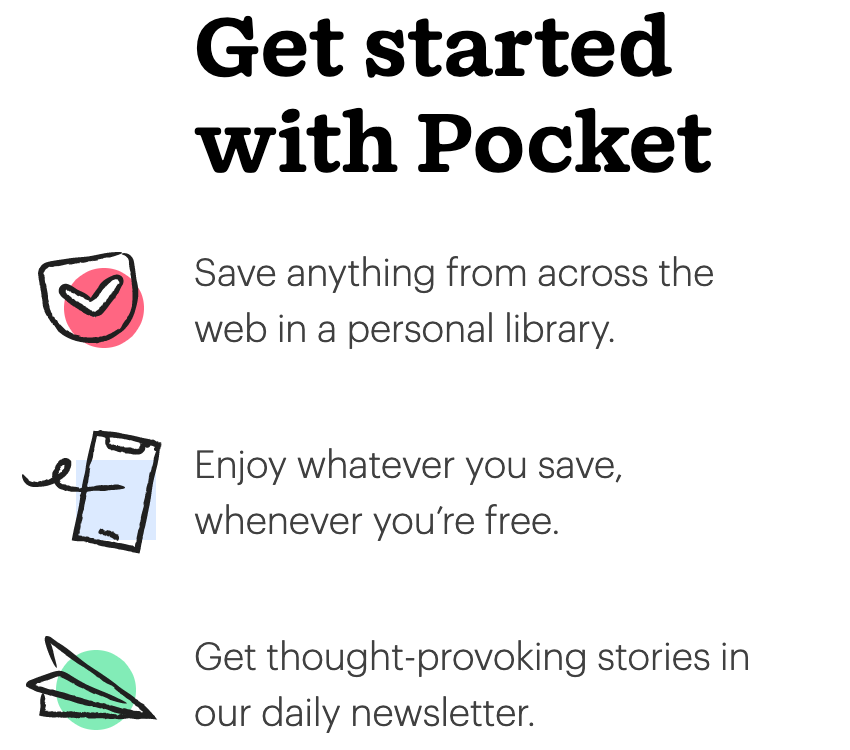 Get started
with Pocket
Save anything from across the
web in a personal library.
Enjoy whatever you save,
whenever you’re free.
Get thought-provoking stories in
our daily newsletter.